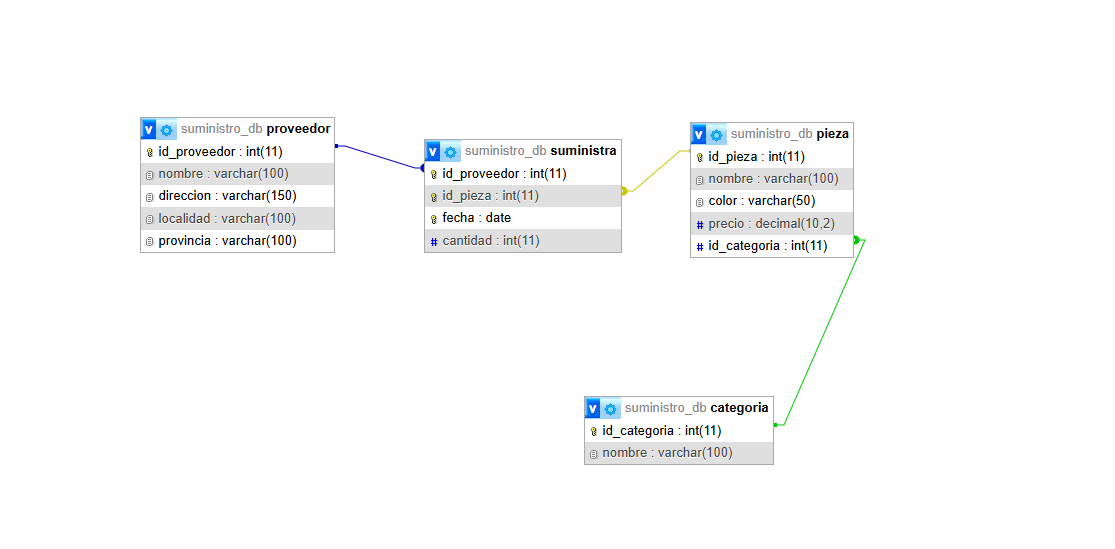 v suministro_db proveedor
id_proveedor : int(11)
nombre : varchar(100)
direccion : varchar(150)
localidad : varchar(100)
provincia : varchar(100)
v suministro_db suministra
id_proveedor : int(11)
id_pieza : int(11)
fecha : date
# cantidad : int(11)
v suministro_db pieza
id_pieza : int(11)
nombre : varchar(100)
color : varchar(50)
# precio : decimal(10,2)
# id_categoria : int(11)
v suministro_db categoria
id_categoria : int(11)
nombre : varchar(100)